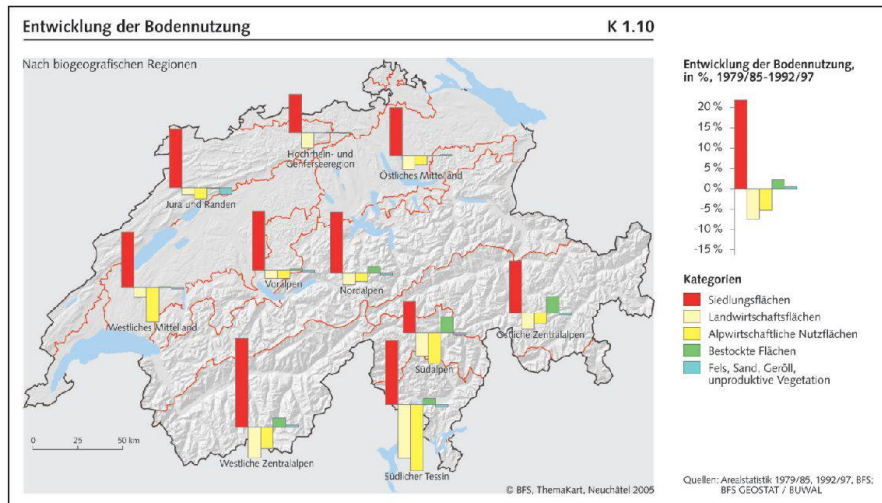 Entwicklung der Bodennutzung K 1.10
Nach biogeografischen Regionen
Hochrhein- und
Genferseeregion
Östliches Mittelland
Jura und Randen
Voralpen
Nordalpen
Westliches Mittelland
Östliche Zentralalpen
Südalpen
Westliche Zentralalpen
Südlicher Tessin
0 25 50 km
© BFS, ThemaKart, Neuchâtel 2005
Entwicklung der Bodennutzung,
in %, 1979/85-1992/97
20 %
15 %
10 %
5 %
0 %
-5 %
-10 %
-15 %
Kategorien
Siedlungsflächen
Landwirtschaftsflächen
Alpwirtschaftliche Nutzflächen
Bestockte Flächen
Fels, Sand, Geröll,
unproduktive Vegetation
Quellen: Arealstatistik 1979/85, 1992/97, BFS;
BFS GEOSTAT / BUWAL